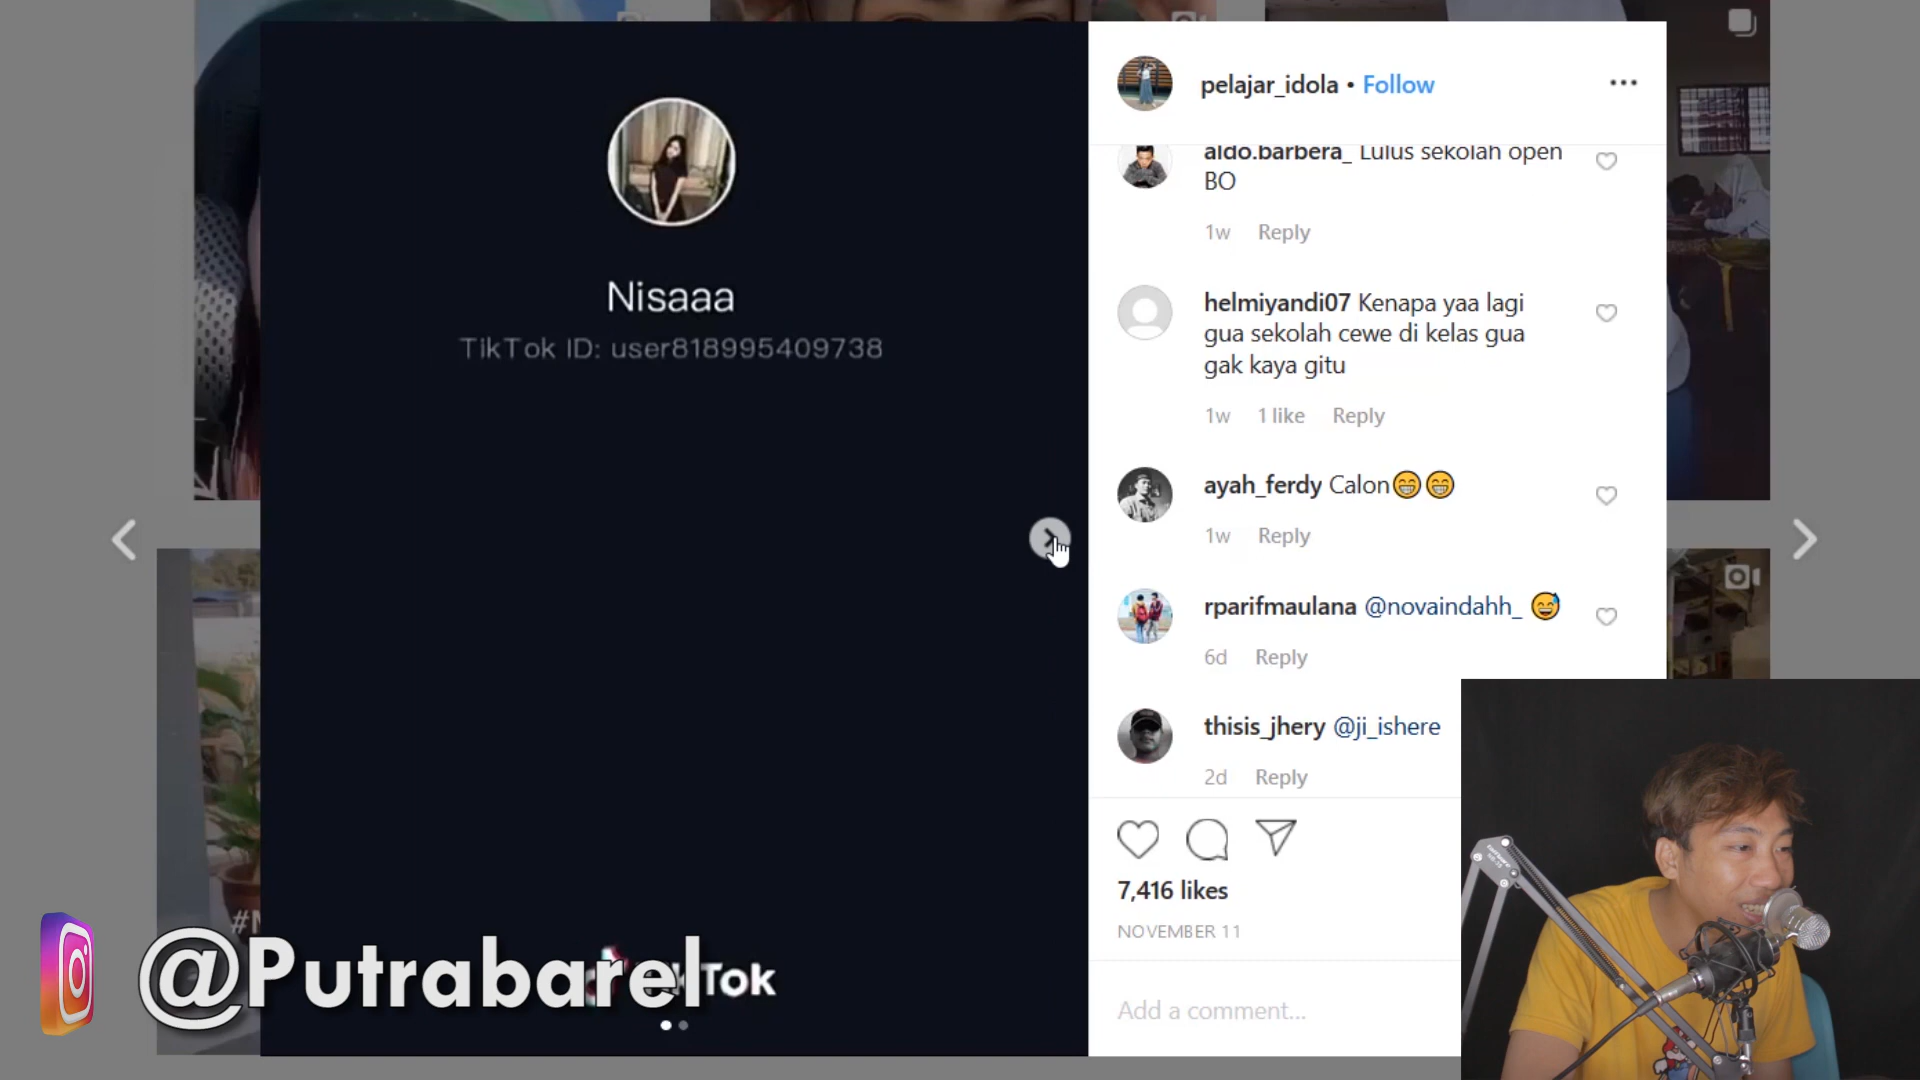 Nisaaa
TikTok ID: user818995409738
@Putrabarel
Tok
pelajar_idola • Follow
aldo.barbera_ Lulus sekolah open
BO
1w Reply
helmiyandi07 Kenapa yaa lagi
gua sekolah cewe di kelas gua
gak kaya gitu
1w 1 like Reply
ayah_ferdy Calon😁😁
1w Reply
rparifmaulana @novaindahh_ 😅
6d Reply
thisis_jhery @ji_ishere
2d Reply
7,416 likes
NOVEMBER 11
Add a comment...